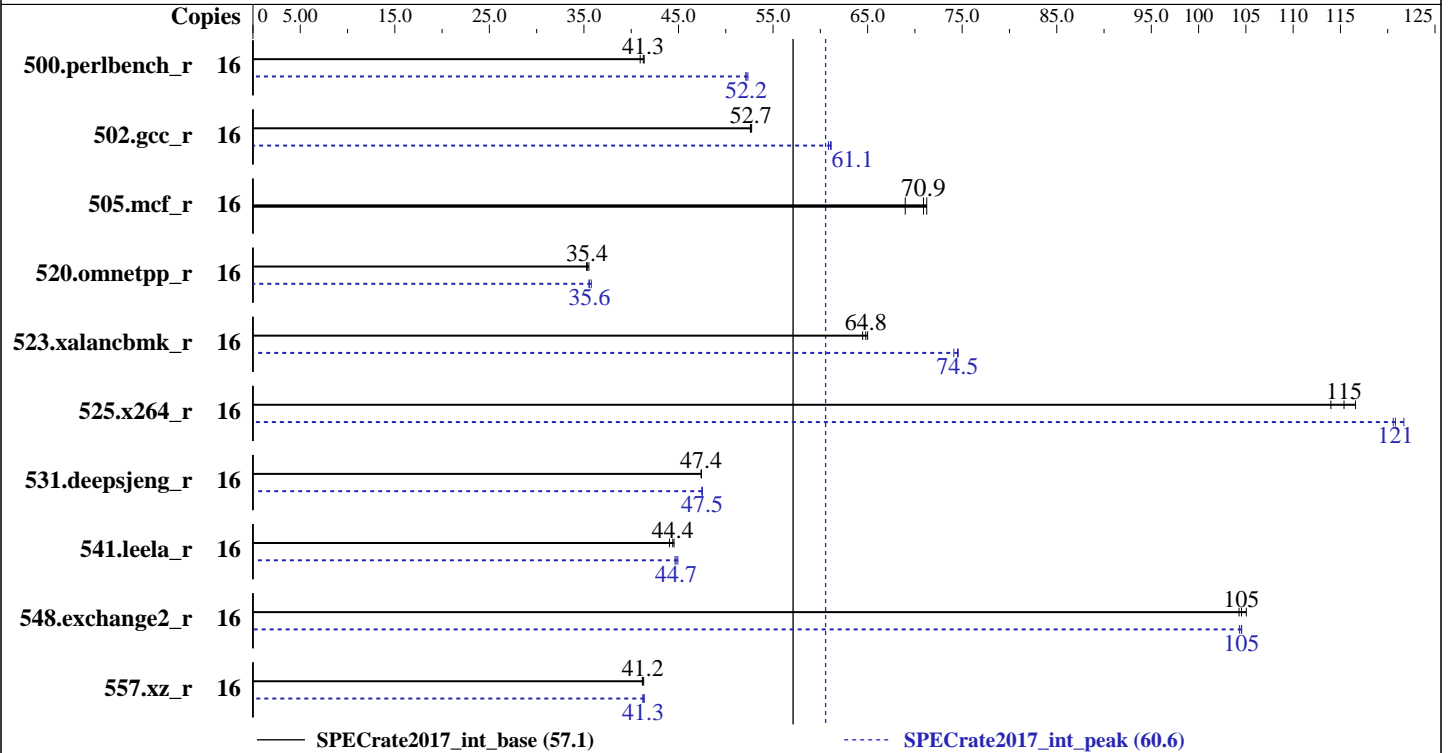 Copies 0 5.00 15.0 25.0 35.0 45.0 55.0 65.0 75.0 85.0 95.0 100 105 110 115 125
41.3
500.perlbench_r 16
52.2
52.7
502.gcc_r 16
61.1
70.9
505.mcf_r 16
35.4
520.omnetpp_r 16
35.6
64.8
523.xalancbmk_r 16
74.5
115
525.x264_r 16
121
47.4
531.deepsjeng_r 16
47.5
44.4
541.leela_r 16
44.7
105
548.exchange2_r 16
105
41.2
557.xz_r 16
41.3
SPECrate2017_int_base (57.1) SPECrate2017_int_peak (60.6)